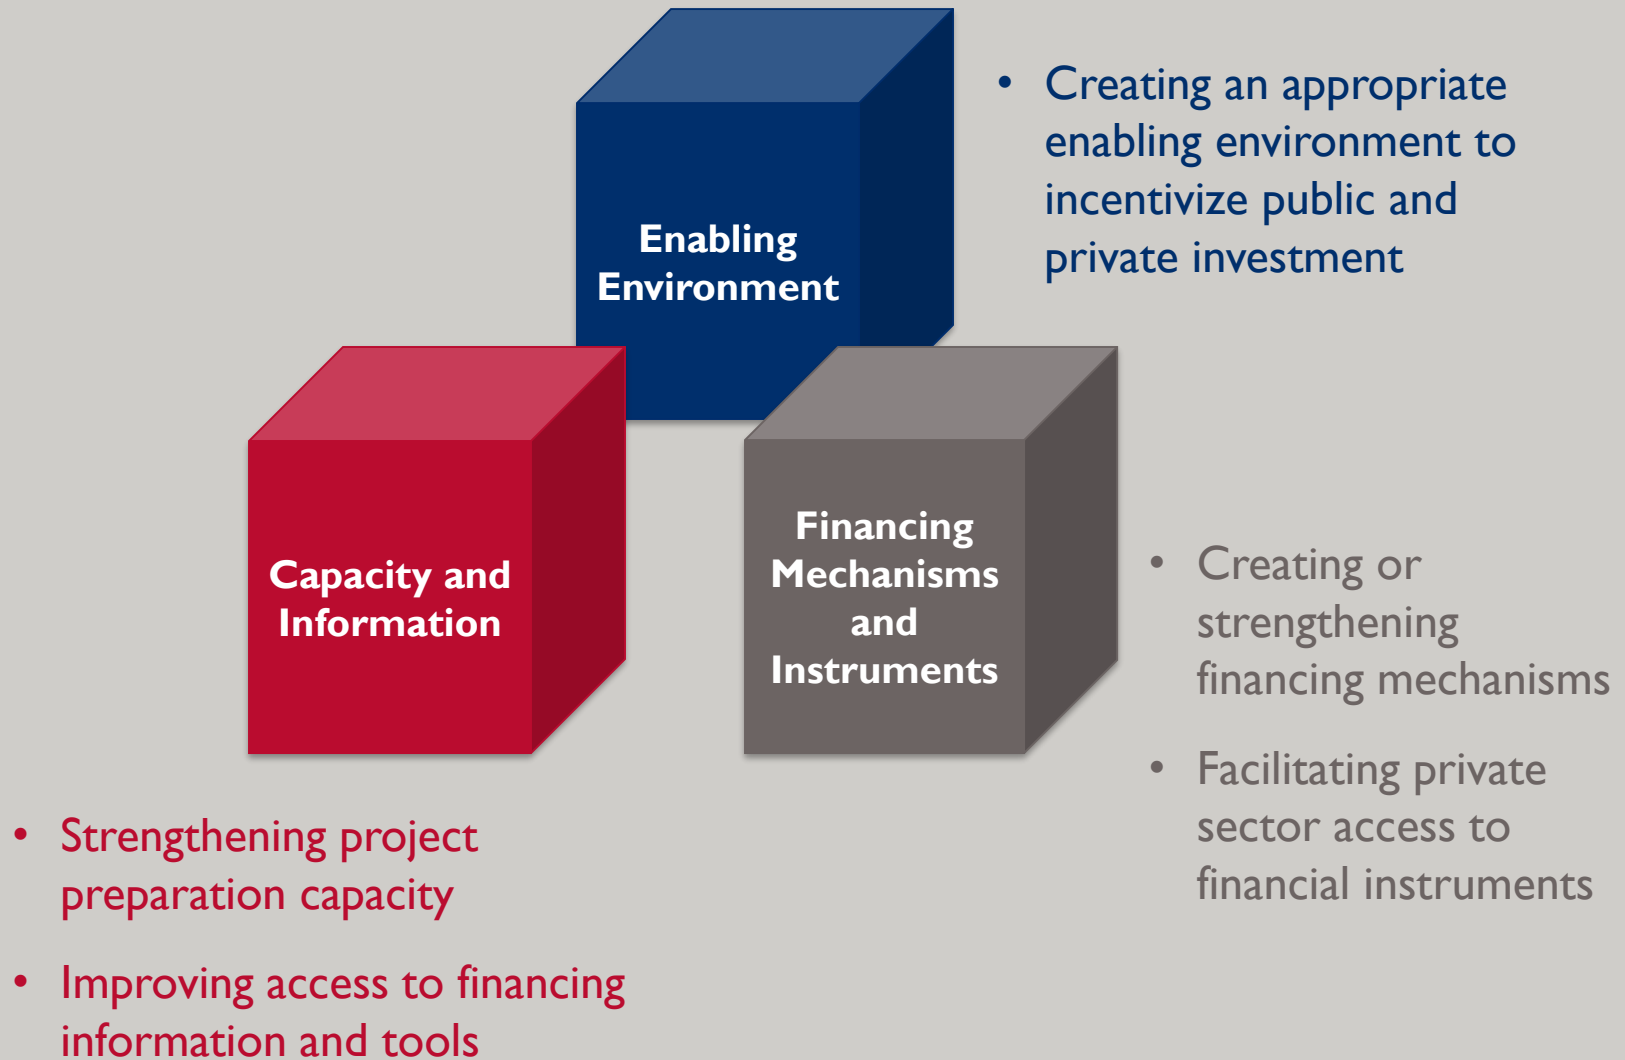 Enabling
Environment
• Creating an appropriate
enabling environment to
incentivize public and
private investment
Capacity and
Information
• Strengthening project
preparation capacity
• Improving access to financing
information and tools
Financing
Mechanisms
and
Instruments
• Creating or
strengthening
financing mechanisms
• Facilitating private
sector access to
financial instruments